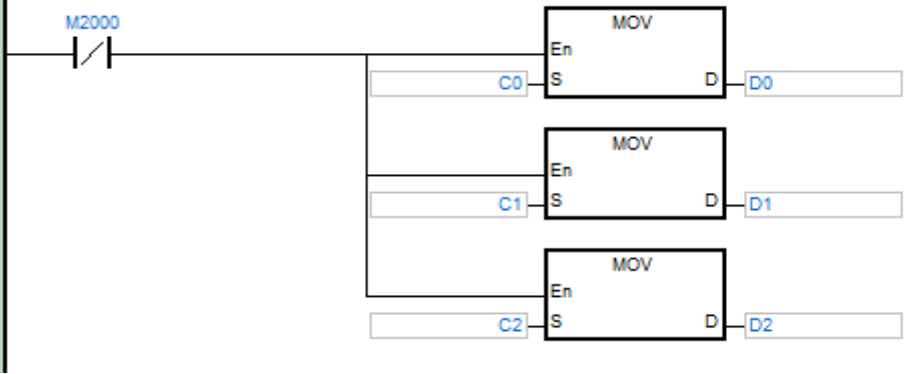 M2000
MOV
En
C0 S D D0
MOV
En
C1 S D D1
MOV
En
C2 S D D2